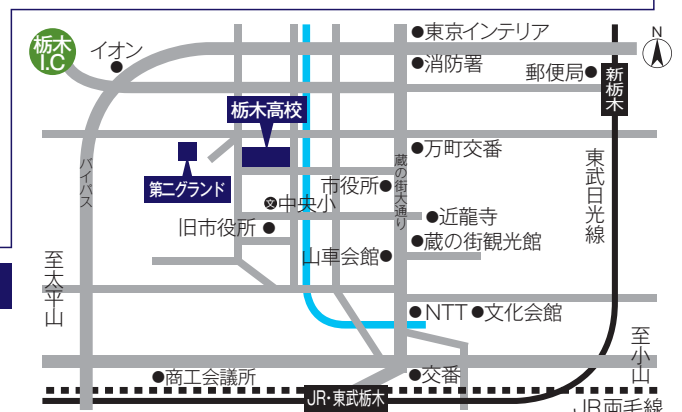 栃木
I.C
イオン
東京インテリア
消防署
郵便局
新栃木
N
栃木高校
万町交番
第二グランド
バイパス
蔵の街大通り
東武日光線
市役所
文
中央小
旧市役所
近龍寺
蔵の街観光館
山車会館
至太平山
NTT
文化会館
至小山
商工会議所
交番
JR・東武栃木
JR両毛線